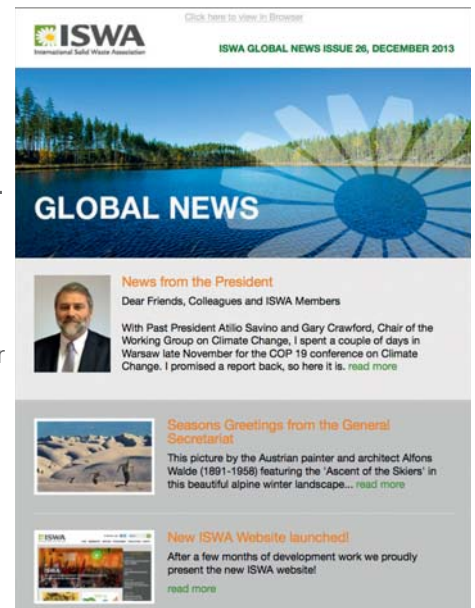 Click here to view in Browser
ISWA
International Solid Waste Association
ISWA GLOBAL NEWS ISSUE 26, DECEMBER 2013
GLOBAL NEWS
News from the President
Dear Friends, Colleagues and ISWA Members
With Past President Atilio Savino and Gary Crawford, Chair of the
Working Group on Climate Change, I spent a couple of days in
Warsaw late November for the COP 19 conference on Climate
Change. I promised a report back, so here it is. read more
Seasons Greetings from the General
Secretariat
This picture by the Austrian painter and architect Alfons
Walde (1891-1958) featuring the 'Ascent of the Skiers' in
this beautiful alpine winter landscape... read more
ISWA
New ISWA Website launched!
After a few months of development work we proudly
present the new ISWA website!
read more